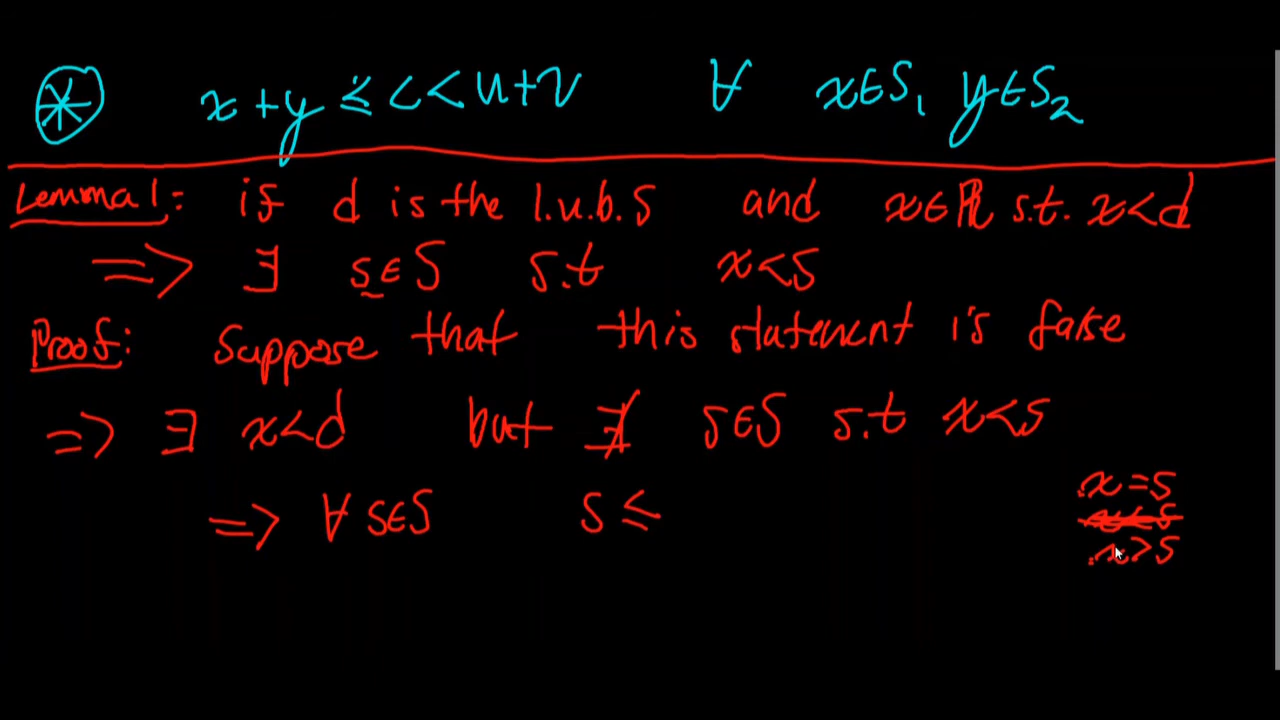 ⊛ x + y ≤ c < u + v ∀ x∈S₁ y∈S₂
Lemma 1: if d is the l.u.b. S and x∈ℝ s.t. x<d
⟹ ∃ s∈S s.t x<s
Proof: Suppose that this statement is false
⟹ ∃ x<d but ∄ s∈S s.t x<s
x = s
⟹ ∀ s∈S s ≤
x > s